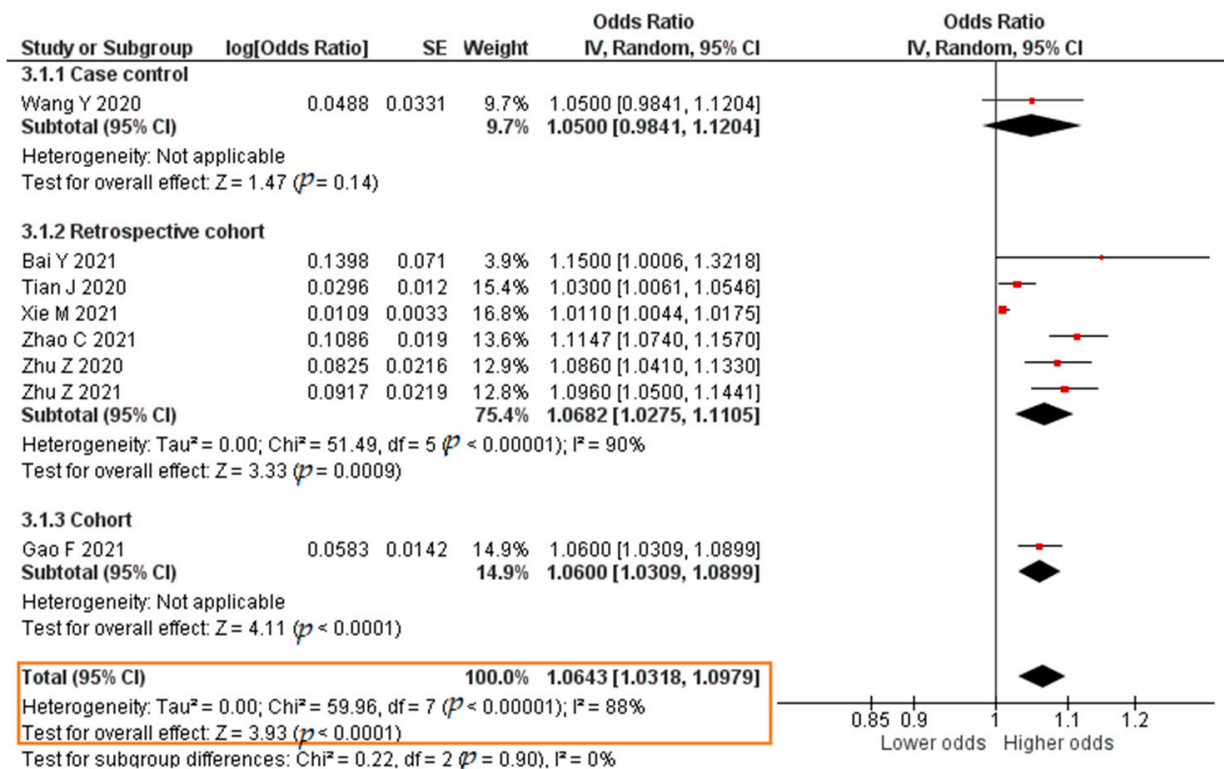 Odds Ratio Odds Ratio
Study or Subgroup log[Odds Ratio] SE Weight IV, Random, 95% CI IV, Random, 95% CI
3.1.1 Case control
Wang Y 2020 0.0488 0.0331 9.7% 1.0500 [0.9841, 1.1204]
Subtotal (95% CI) 9.7% 1.0500 [0.9841, 1.1204]
Heterogeneity: Not applicable
Test for overall effect: Z = 1.47 (p = 0.14)
3.1.2 Retrospective cohort
Bai Y 2021 0.1398 0.071 3.9% 1.1500 [1.0006, 1.3218]
Tian J 2020 0.0296 0.012 15.4% 1.0300 [1.0061, 1.0546]
Xie M 2021 0.0109 0.0033 16.8% 1.0110 [1.0044, 1.0175]
Zhao C 2021 0.1086 0.019 13.6% 1.1147 [1.0740, 1.1570]
Zhu Z 2020 0.0825 0.0216 12.9% 1.0860 [1.0410, 1.1330]
Zhu Z 2021 0.0917 0.0219 12.8% 1.0960 [1.0500, 1.1441]
Subtotal (95% CI) 75.4% 1.0682 [1.0275, 1.1105]
Heterogeneity: Tau² = 0.00; Chi² = 51.49, df = 5 (p < 0.00001); I² = 90%
Test for overall effect: Z = 3.33 (p = 0.0009)
3.1.3 Cohort
Gao F 2021 0.0583 0.0142 14.9% 1.0600 [1.0309, 1.0899]
Subtotal (95% CI) 14.9% 1.0600 [1.0309, 1.0899]
Heterogeneity: Not applicable
Test for overall effect: Z = 4.11 (p < 0.0001)
Total (95% CI) 100.0% 1.0643 [1.0318, 1.0979]
Heterogeneity: Tau² = 0.00; Chi² = 59.96, df = 7 (p < 0.00001); I² = 88%
Test for overall effect: Z = 3.93 (p < 0.0001)
Test for subgroup differences: Chi² = 0.22, df = 2 (p = 0.90), I² = 0%
0.85 0.9 1 1.1 1.2
Lower odds Higher odds